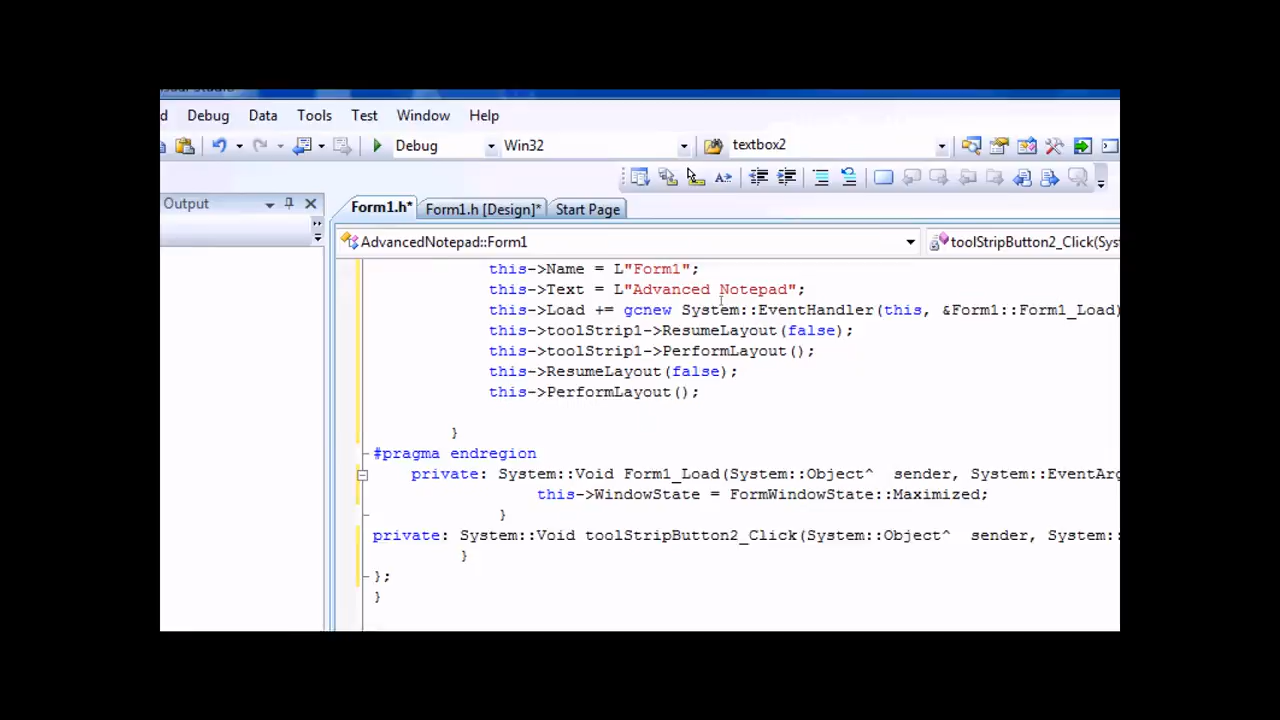 Debug Data Tools Test Window Help
Debug Win32 textbox2
Output
Form1.h* Form1.h [Design]* Start Page
AdvancedNotepad::Form1 toolStripButton2_Click(Sys
this->Name = L"Form1";
this->Text = L"Advanced Notepad";
this->Load += gcnew System::EventHandler(this, &Form1::Form1_Load)
this->toolStrip1->ResumeLayout(false);
this->toolStrip1->PerformLayout();
this->ResumeLayout(false);
this->PerformLayout();
}
#pragma endregion
private: System::Void Form1_Load(System::Object^ sender, System::EventArg
this->WindowState = FormWindowState::Maximized;
}
private: System::Void toolStripButton2_Click(System::Object^ sender, System::
}
};
}